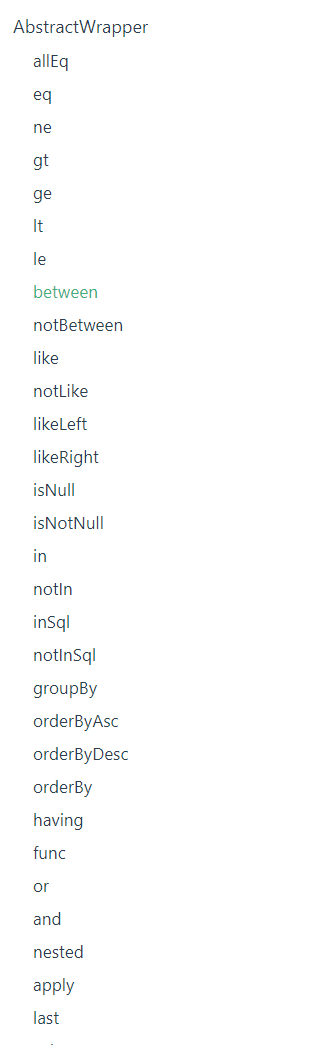 AbstractWrapper
allEq
eq
ne
gt
ge
lt
le
between
notBetween
like
notLike
likeLeft
likeRight
isNull
isNotNull
in
notIn
inSql
notInSql
groupBy
orderByAsc
orderByDesc
orderBy
having
func
or
and
nested
apply
last